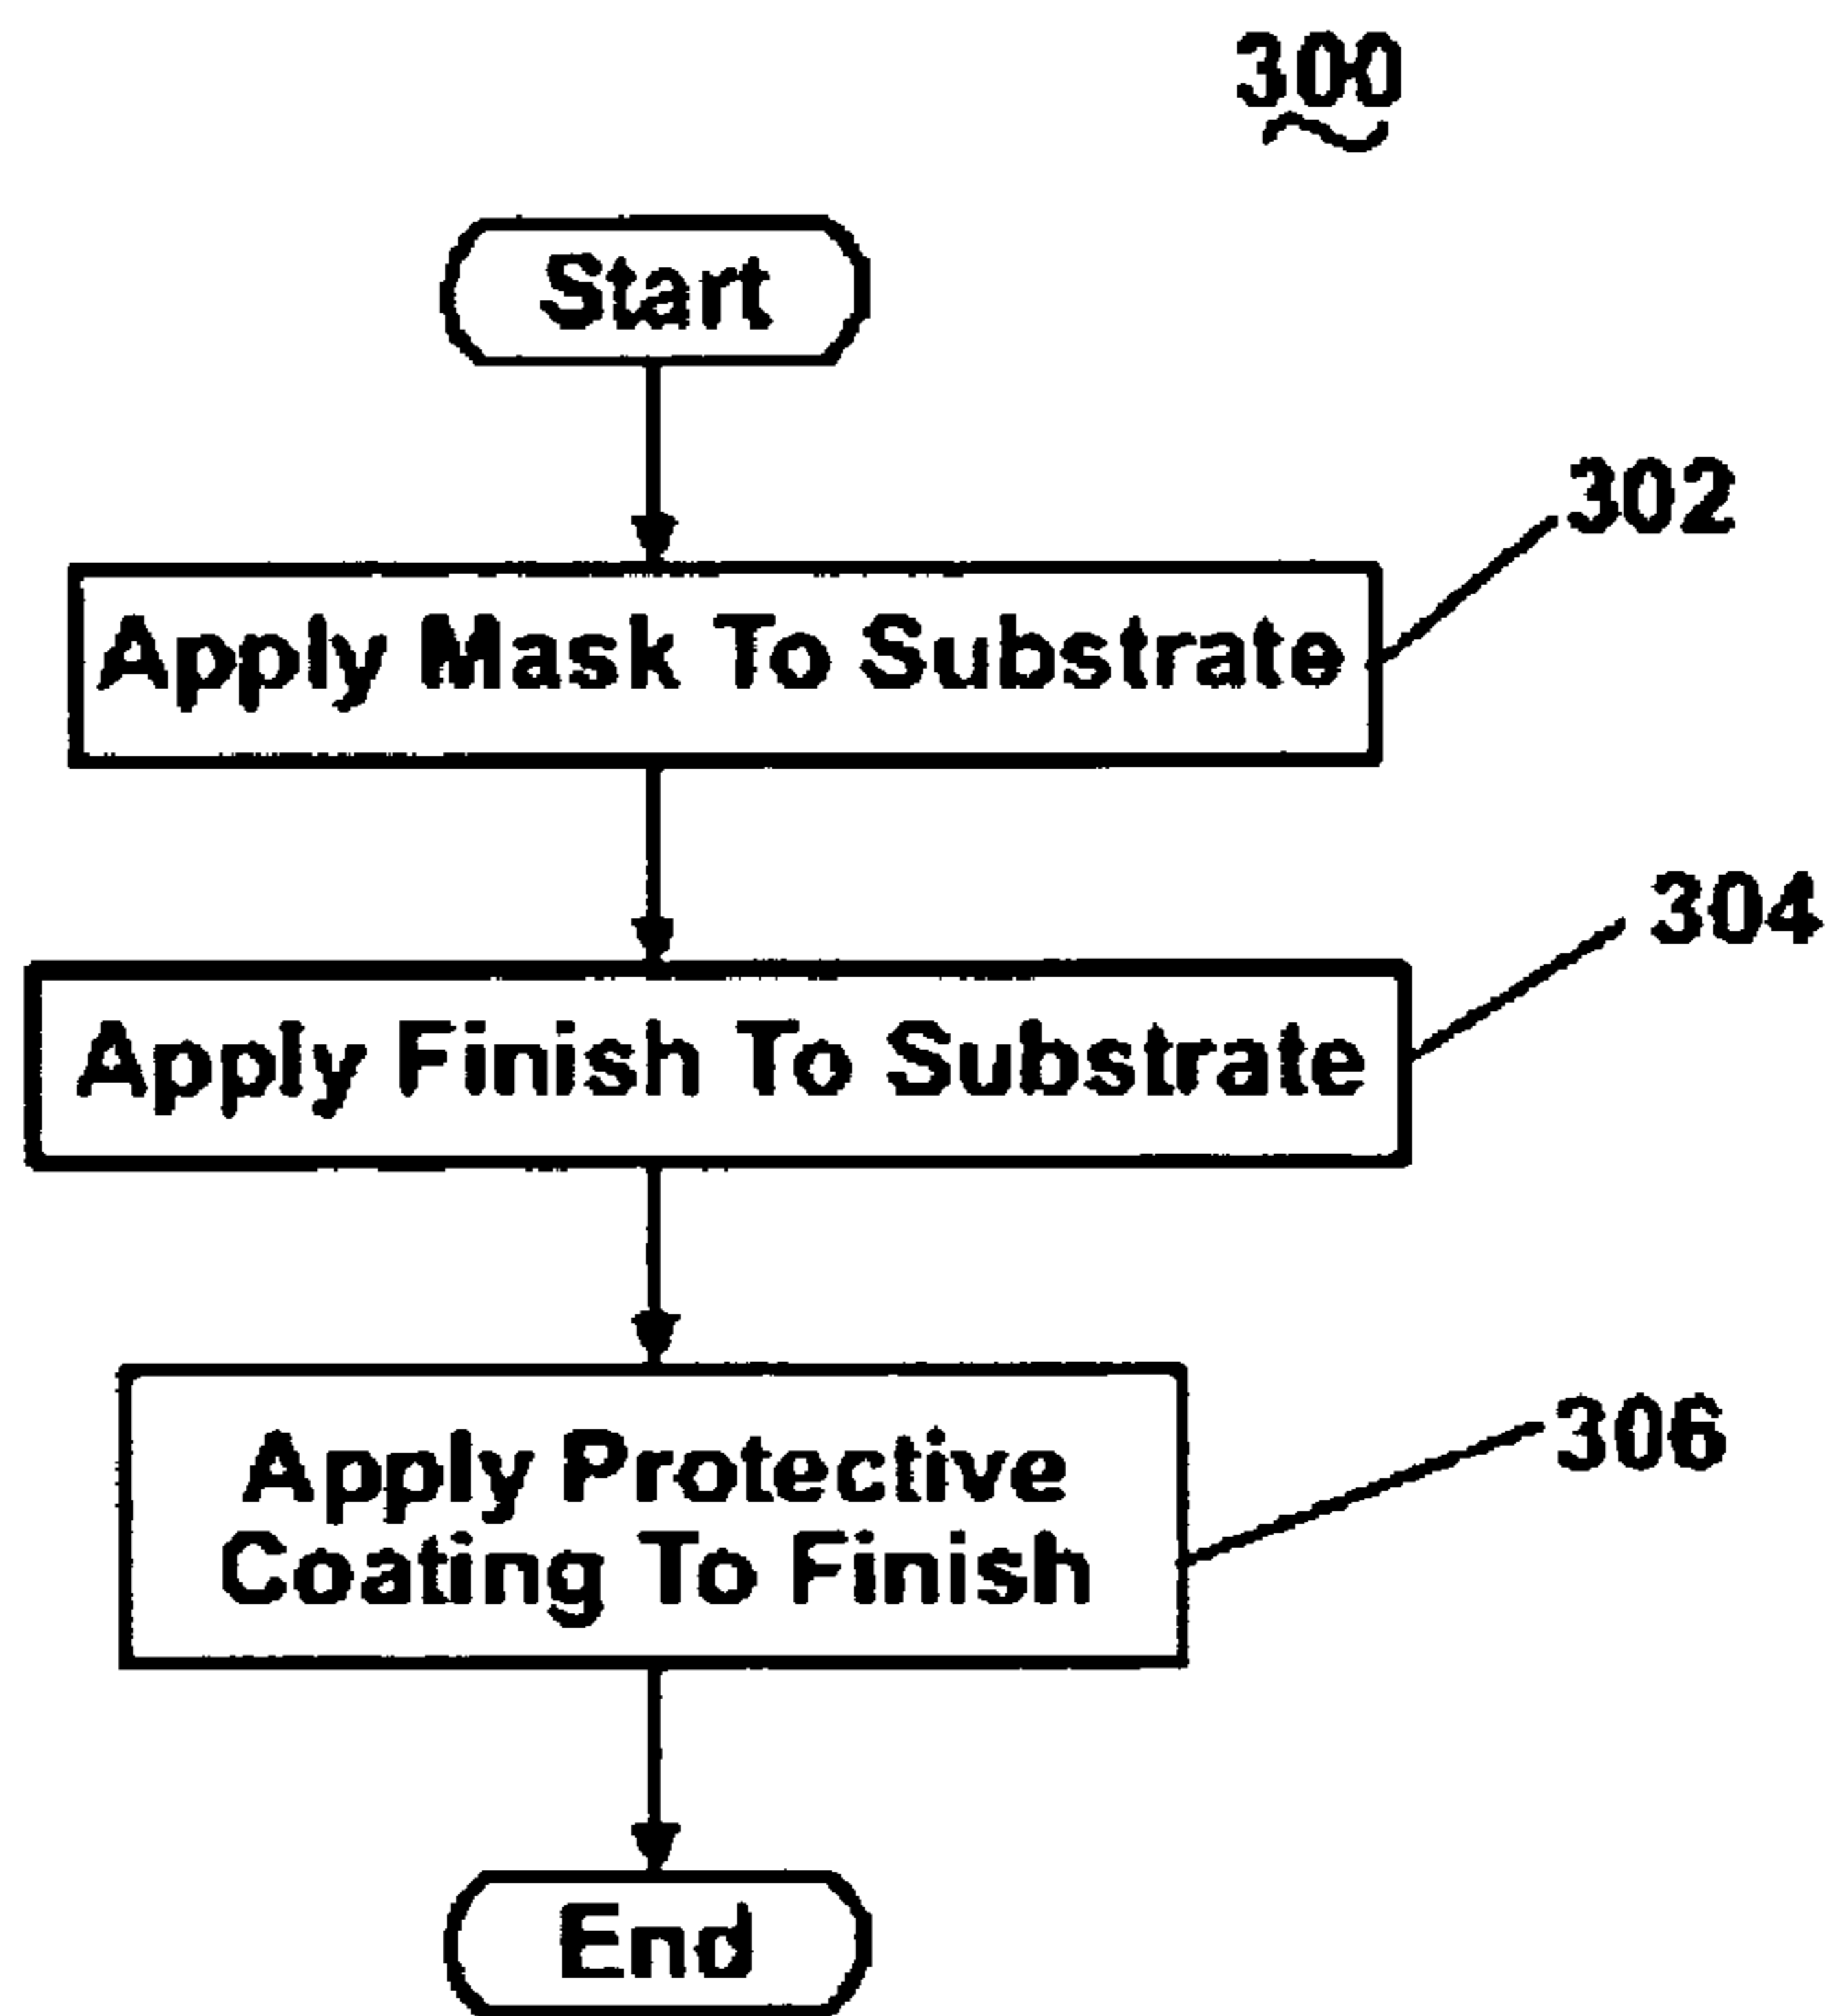 300
Start
302
Apply Mask To Substrate
304
Apply Finish To Substrate
306
Apply Protective
Coating To Finish
End